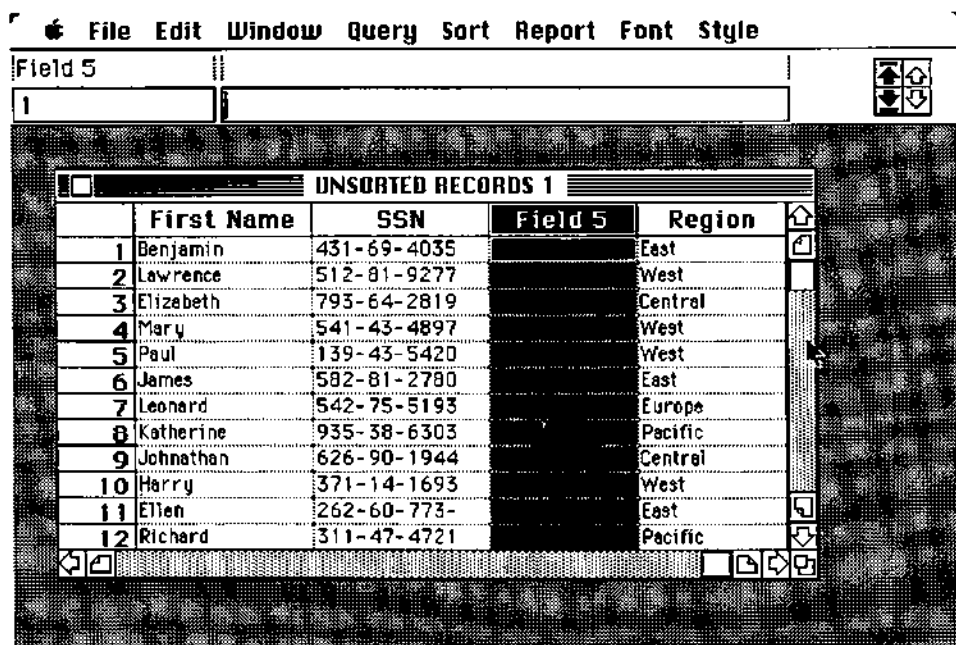 File Edit Window Query Sort Report Font Style
Field 5
1
UNSORTED RECORDS 1
First Name SSN Field 5 Region
1 Benjamin 431-69-4035 East
2 Lawrence 512-81-9277 West
3 Elizabeth 793-64-2819 Central
4 Mary 541-43-4897 West
5 Paul 139-43-5420 West
6 James 582-81-2780 East
7 Leonard 542-75-5193 Europe
8 Katherine 935-38-6303 Pacific
9 Johnathan 626-90-1944 Central
10 Harry 371-14-1693 West
11 Ellen 262-60-773- East
12 Richard 311-47-4721 Pacific